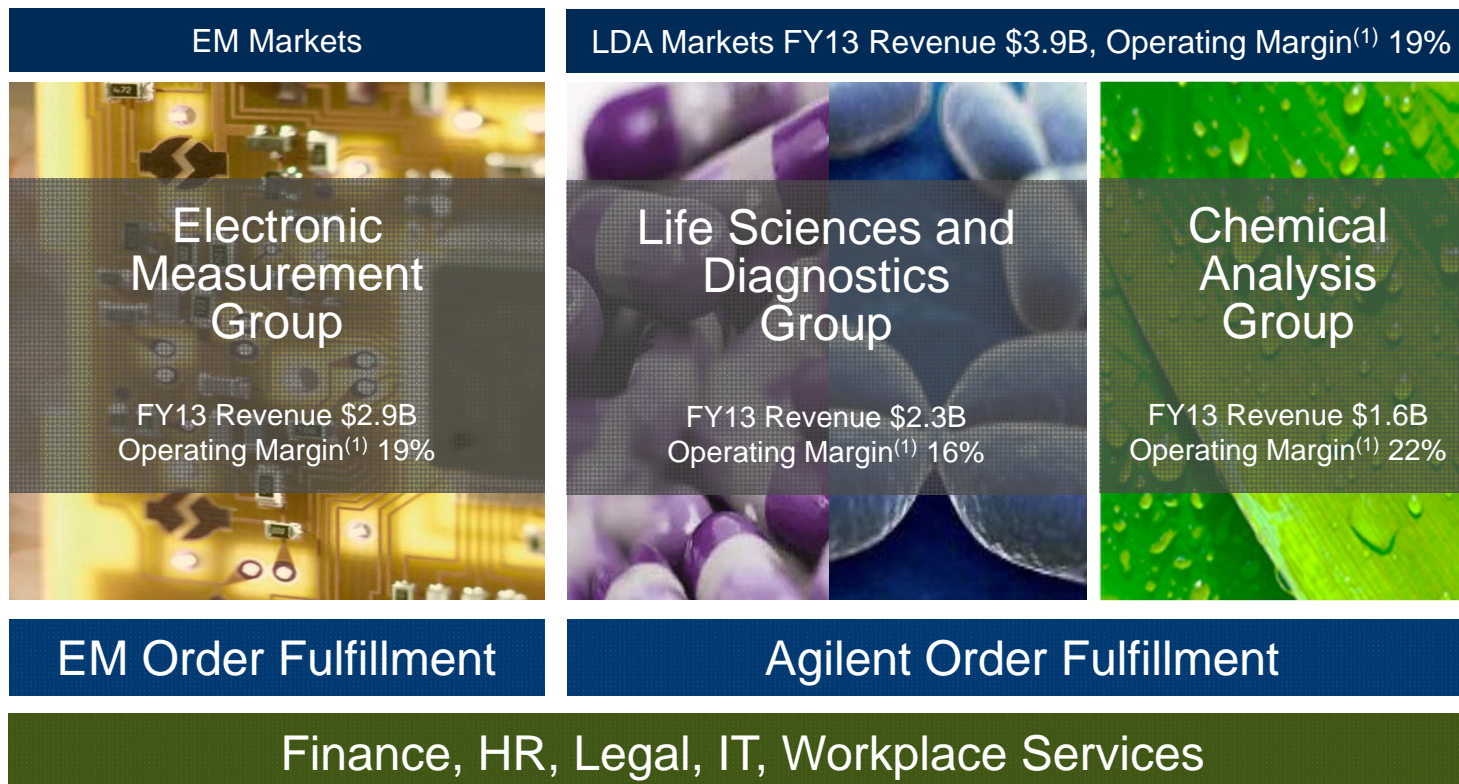 EM Markets
LDA Markets FY13 Revenue $3.9B, Operating Margin(1) 19%
472
Electronic
Measurement
Group
FY13 Revenue $2.9B
Operating Margin(1) 19%
Life Sciences and
Diagnostics
Group
FY13 Revenue $2.3B
Operating Margin(1) 16%
Chemical
Analysis
Group
FY13 Revenue $1.6B
Operating Margin(1) 22%
EM Order Fulfillment
Agilent Order Fulfillment
Finance, HR, Legal, IT, Workplace Services